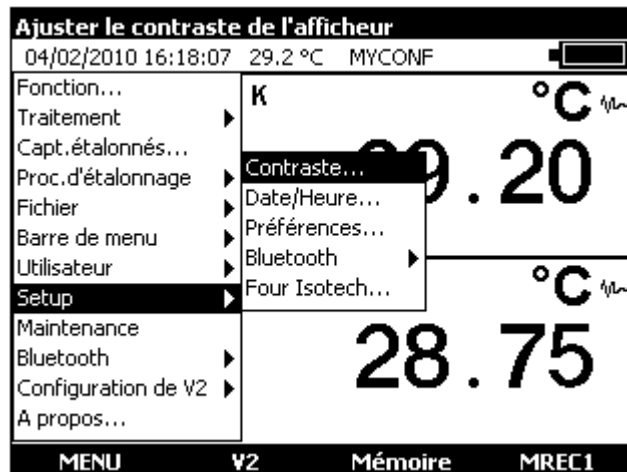 Ajuster le contraste de l'afficheur
04/02/2010 16:18:07 29.2 °C MYCONF
Fonction...
Traitement
Capt.étalonnés...
Proc.d'étalonnage
Fichier
Barre de menu
Utilisateur
Setup
Maintenance
Bluetooth
Configuration de V2
A propos...
Contraste...
Date/Heure...
Préférences...
Bluetooth
Four Isotech...
K °C
9.20
°C
28.75
MENU V2 Mémoire MREC1